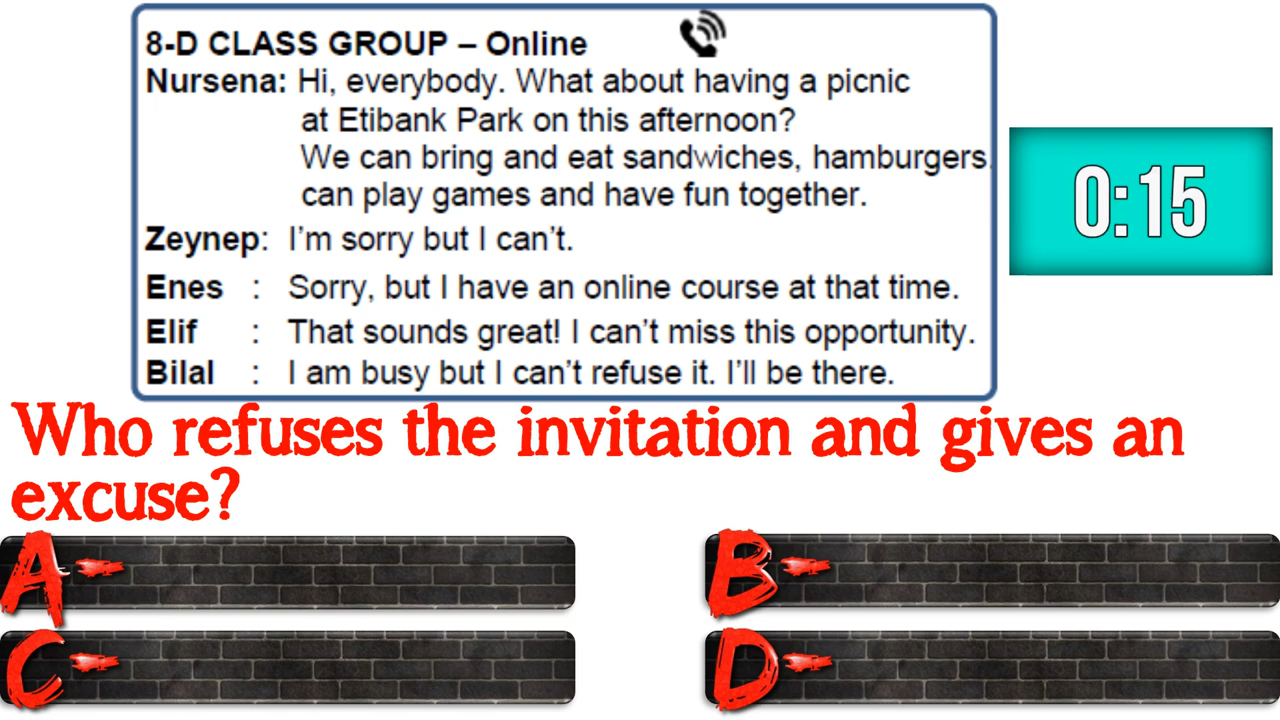 8-D CLASS GROUP – Online
Nursena: Hi, everybody. What about having a picnic
at Etibank Park on this afternoon?
We can bring and eat sandwiches, hamburgers.
can play games and have fun together.
Zeynep: I'm sorry but I can't.
Enes : Sorry, but I have an online course at that time.
Elif : That sounds great! I can't miss this opportunity.
Bilal : I am busy but I can't refuse it. I'll be there.
0:15
Who refuses the invitation and gives an
excuse?
A-
B-
C-
D-